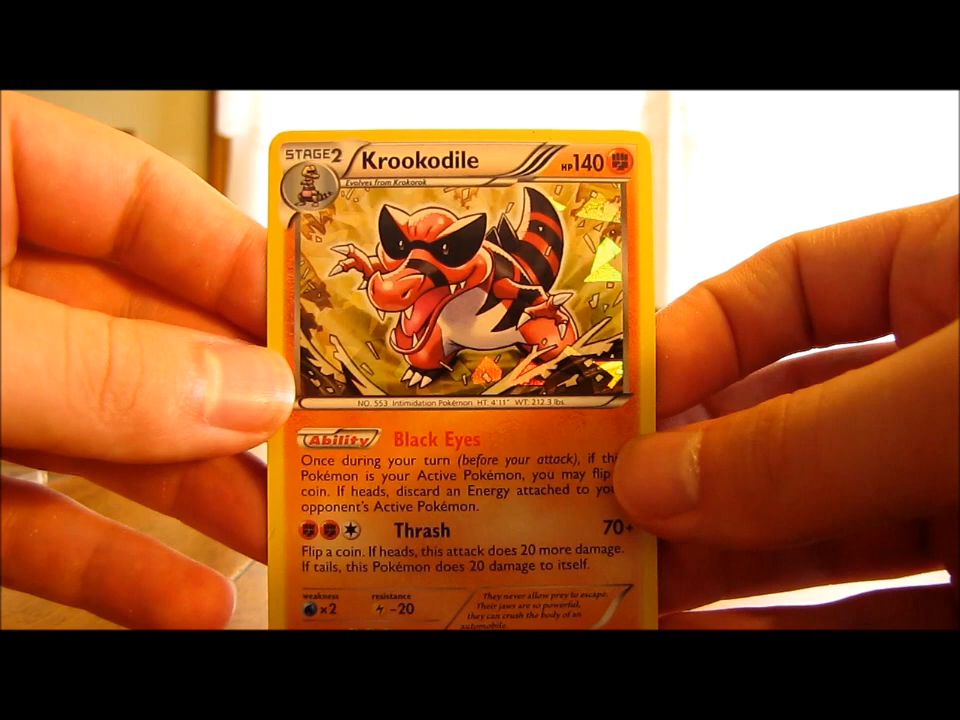 STAGE2 Krookodile HP140
Evolves from Krokorok
NO. 553 Intimidation Pokémon HT: 4'11" WT: 212.3 lbs.
Ability Black Eyes
Once during your turn (before your attack), if
Pokémon is your Active Pokémon, you may flip
coin. If heads, discard an Energy attached to
opponent's Active Pokémon.
Thrash 70+
Flip a coin. If heads, this attack does 20 more damage.
If tails, this Pokémon does 20 damage to itself.
weakness resistance
×2 -20
They never allow prey to escape.
Their jaws are so powerful,
they can crush the body of an
automobile.